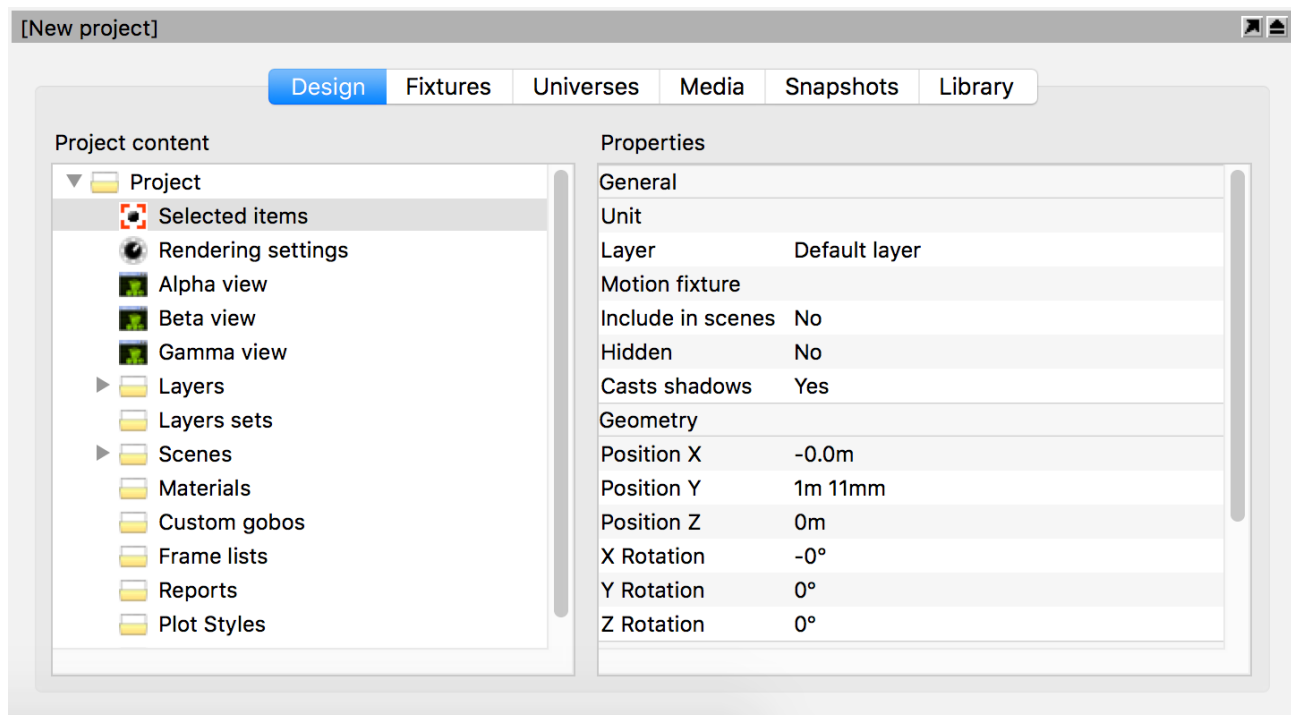 [New project]
Design Fixtures Universes Media Snapshots Library
Project content
Project
Selected items
Rendering settings
Alpha view
Beta view
Gamma view
Layers
Layers sets
Scenes
Materials
Custom gobos
Frame lists
Reports
Plot Styles
Properties
General
Unit
Layer Default layer
Motion fixture
Include in scenes No
Hidden No
Casts shadows Yes
Geometry
Position X -0.0m
Position Y 1m 11mm
Position Z 0m
X Rotation -0°
Y Rotation 0°
Z Rotation 0°